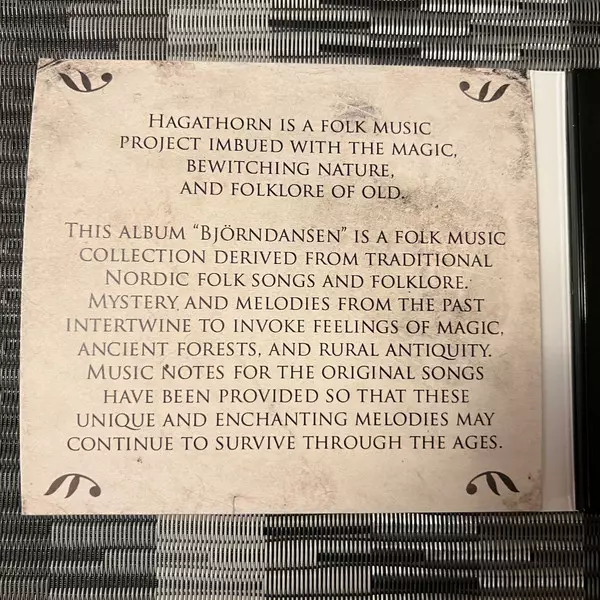 Hagathorn is a folk music
project imbued with the magic,
bewitching nature,
and folklore of old.
This album “Björndansen” is a folk music
collection derived from traditional
Nordic folk songs and folklore.
Mystery and melodies from the past
intertwine to invoke feelings of magic,
ancient forests, and rural antiquity.
Music notes for the original songs
have been provided so that these
unique and enchanting melodies may
continue to survive through the ages.